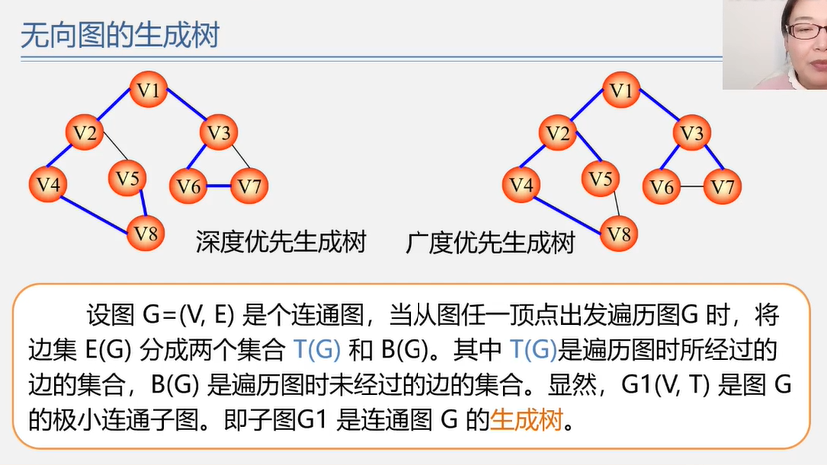 无向图的生成树
V1
V2
V3
V4
V5
V6
V7
V8
深度优先生成树
V1
V2
V3
V4
V5
V6
V7
V8
广度优先生成树
设图 G=(V, E) 是个连通图，当从图任一顶点出发遍历图G 时，将
边集 E(G) 分成两个集合 T(G) 和 B(G)。其中 T(G)是遍历图时所经过的
边的集合，B(G) 是遍历图时未经过的边的集合。显然，G1(V, T) 是图 G
的极小连通子图。即子图G1 是连通图 G 的生成树。